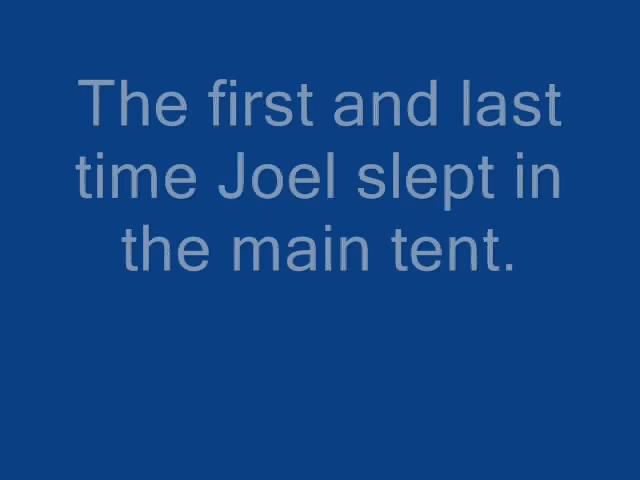 The first and last
time Joel slept in
the main tent.